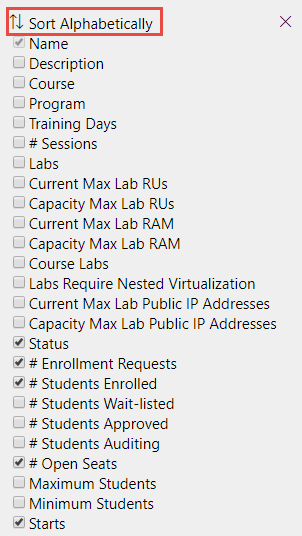 Sort Alphabetically
Name
Description
Course
Program
Training Days
# Sessions
Labs
Current Max Lab RUs
Capacity Max Lab RUs
Current Max Lab RAM
Capacity Max Lab RAM
Course Labs
Labs Require Nested Virtualization
Current Max Lab Public IP Addresses
Capacity Max Lab Public IP Addresses
Status
# Enrollment Requests
# Students Enrolled
# Students Wait-listed
# Students Approved
# Students Auditing
# Open Seats
Maximum Students
Minimum Students
Starts